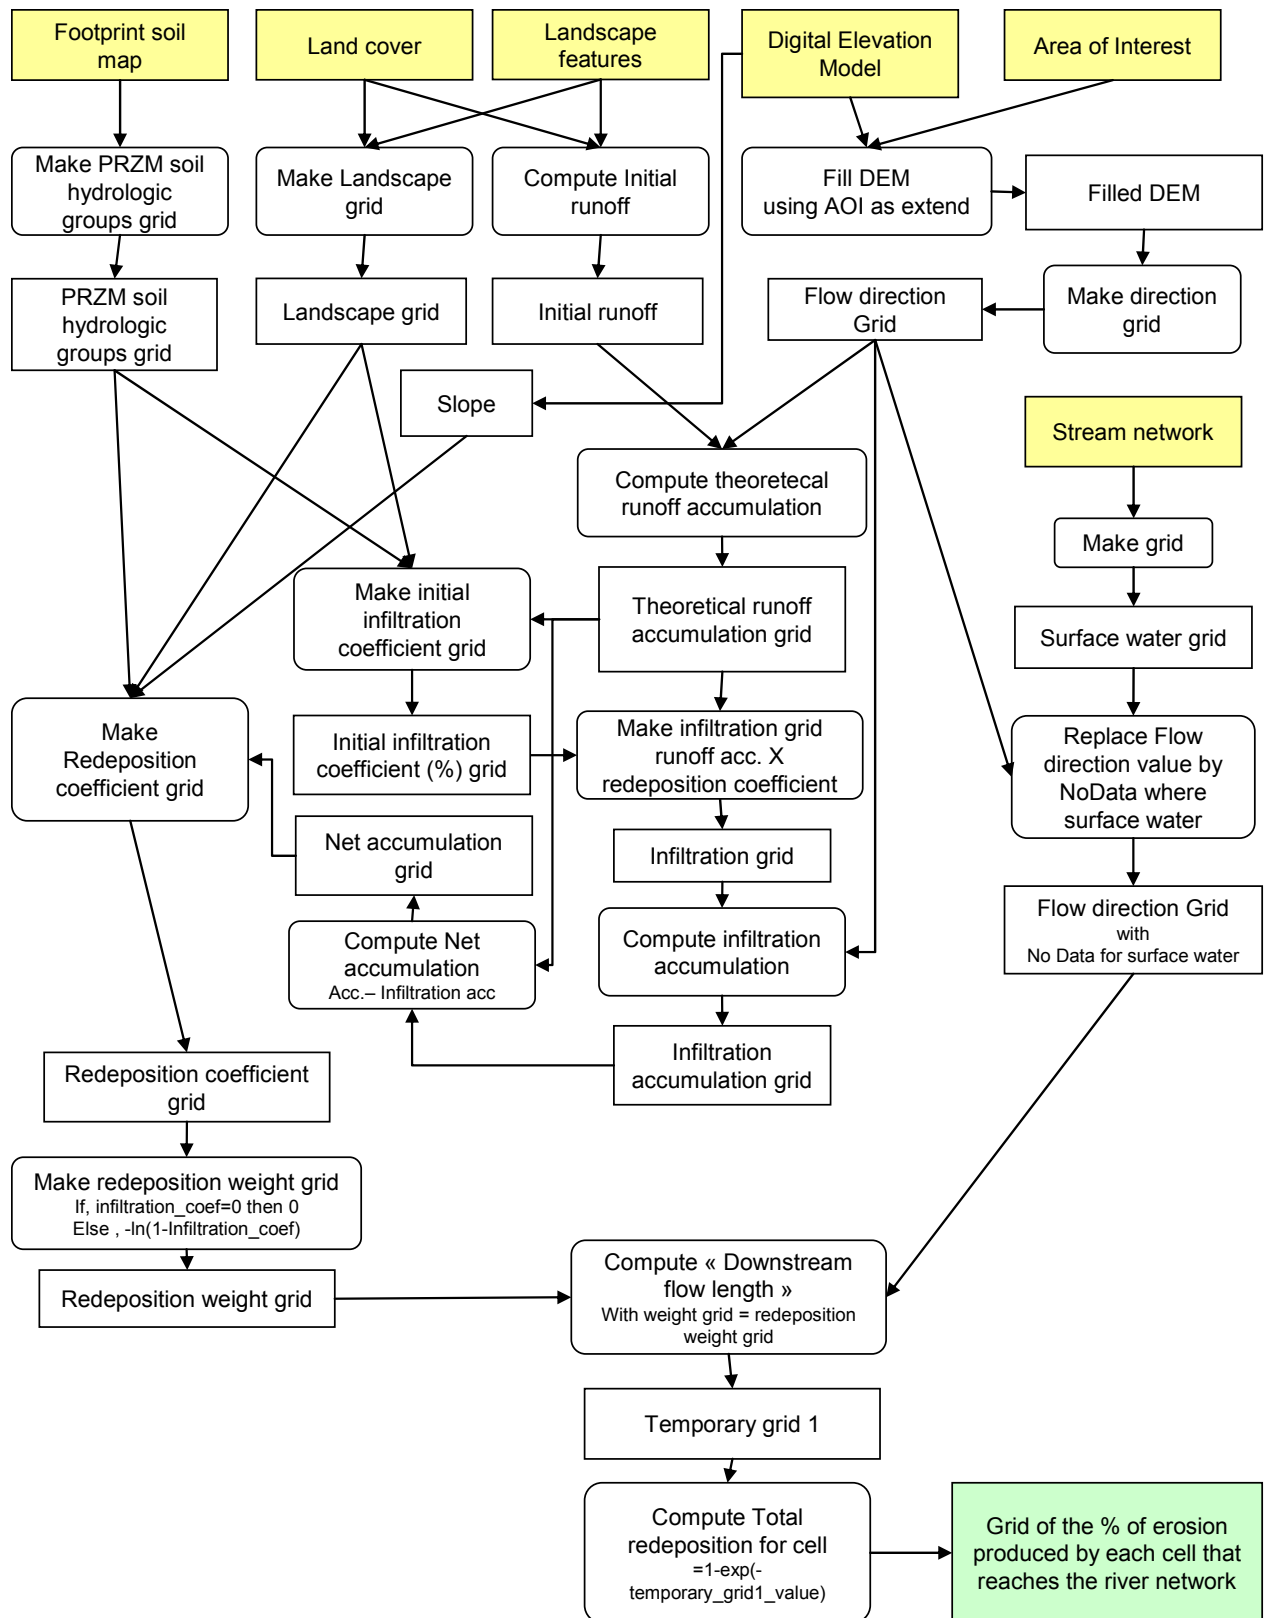 Footprint soil
map
Land cover
Landscape
features
Digital Elevation
Model
Area of Interest
Make PRZM soil
hydrologic
groups grid
Make Landscape
grid
Compute Initial
runoff
Fill DEM
using AOI as extend
Filled DEM
PRZM soil
hydrologic
groups grid
Landscape grid
Initial runoff
Flow direction
Grid
Make direction
grid
Slope
Stream network
Compute theoretecal
runoff accumulation
Make grid
Make initial
infiltration
coefficient grid
Theoretical runoff
accumulation grid
Surface water grid
Make
Redeposition
coefficient grid
Initial infiltration
coefficient (%) grid
Make infiltration grid
runoff acc. X
redeposition coefficient
Replace Flow
direction value by
NoData where
surface water
Net accumulation
grid
Infiltration grid
Flow direction Grid
with
No Data for surface water
Compute Net
accumulation
Acc.– Infiltration acc
Compute infiltration
accumulation
Infiltration
accumulation grid
Redeposition coefficient
grid
Make redeposition weight grid
If, infiltration_coef=0 then 0
Else , -ln(1-Infiltration_coef)
Redeposition weight grid
Compute « Downstream
flow length »
With weight grid = redeposition
weight grid
Temporary grid 1
Compute Total
redeposition for cell
=1-exp(-
temporary_grid1_value)
Grid of the % of erosion
produced by each cell that
reaches the river network